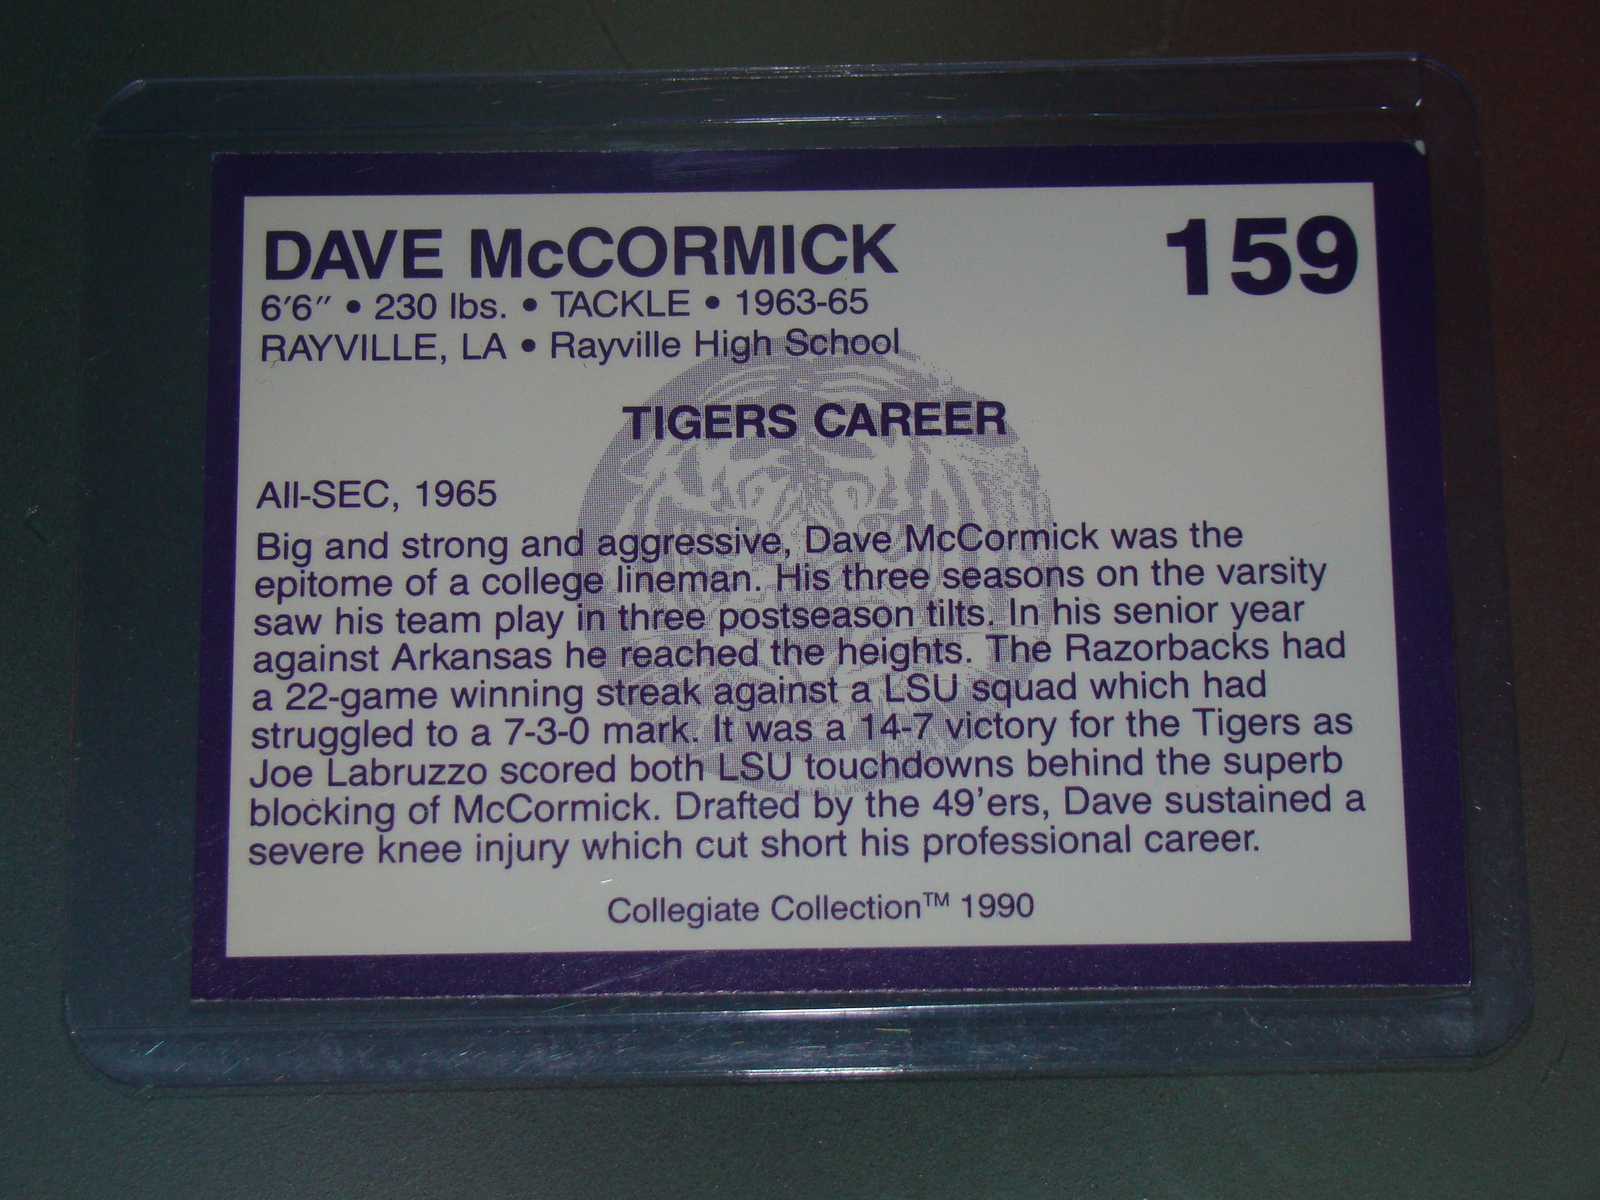 DAVE McCORMICK
159
6'6" • 230 lbs. • TACKLE • 1963-65
RAYVILLE, LA • Rayville High School
TIGERS CAREER
All-SEC, 1965
Big and strong and aggressive, Dave McCormick was the
epitome of a college lineman. His three seasons on the varsity
saw his team play in three postseason tilts. In his senior year
against Arkansas he reached the heights. The Razorbacks had
a 22-game winning streak against a LSU squad which had
struggled to a 7-3-0 mark. It was a 14-7 victory for the Tigers as
Joe Labruzzo scored both LSU touchdowns behind the superb
blocking of McCormick. Drafted by the 49'ers, Dave sustained a
severe knee injury which cut short his professional career.
Collegiate Collection™ 1990